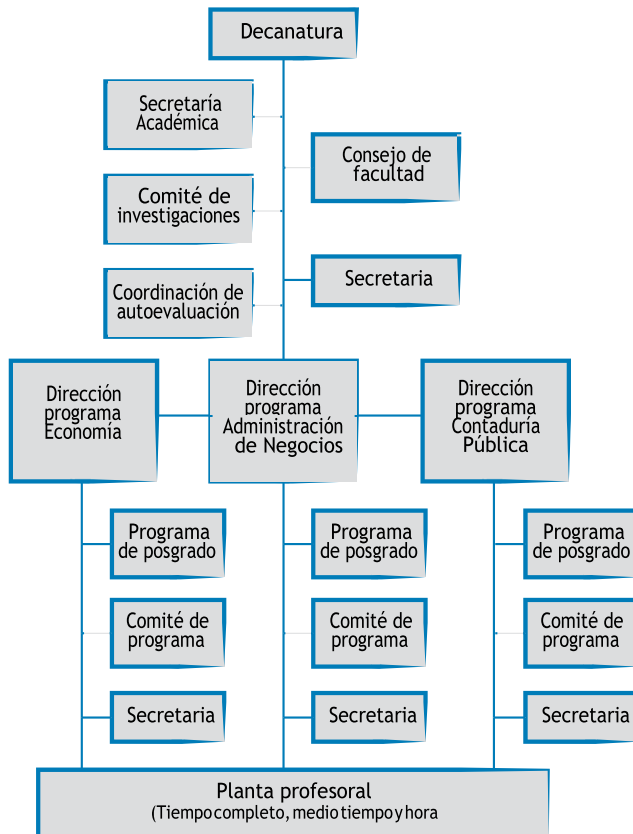 Decanatura
Secretaría
Académica
Consejo de
facultad
Comité de
investigaciones
Secretaria
Coordinación de
autoevaluación
Dirección
programa
Economía
Dirección
programa
Administración
de Negocios
Dirección
programa
Contaduría
Pública
Programa
de posgrado
Programa
de posgrado
Programa
de posgrado
Comité de
programa
Comité de
programa
Comité de
programa
Secretaria
Secretaria
Secretaria
Planta profesoral
(Tiempo completo, medio tiempo y hora